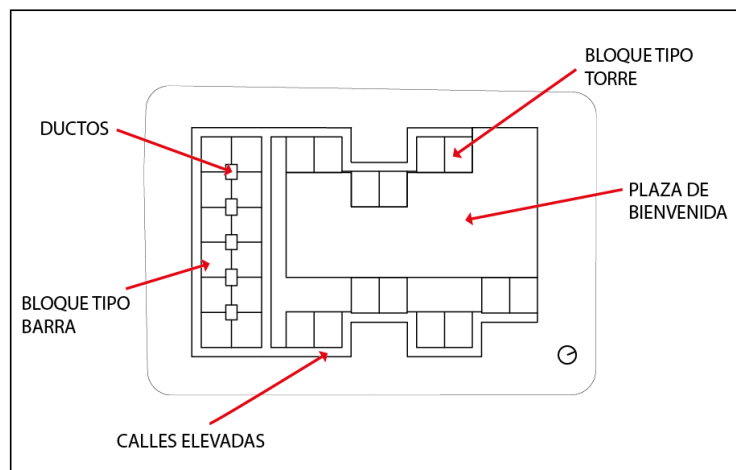 BLOQUE TIPO
TORRE
DUCTOS
PLAZA DE
BIENVENIDA
BLOQUE TIPO
BARRA
CALLES ELEVADAS